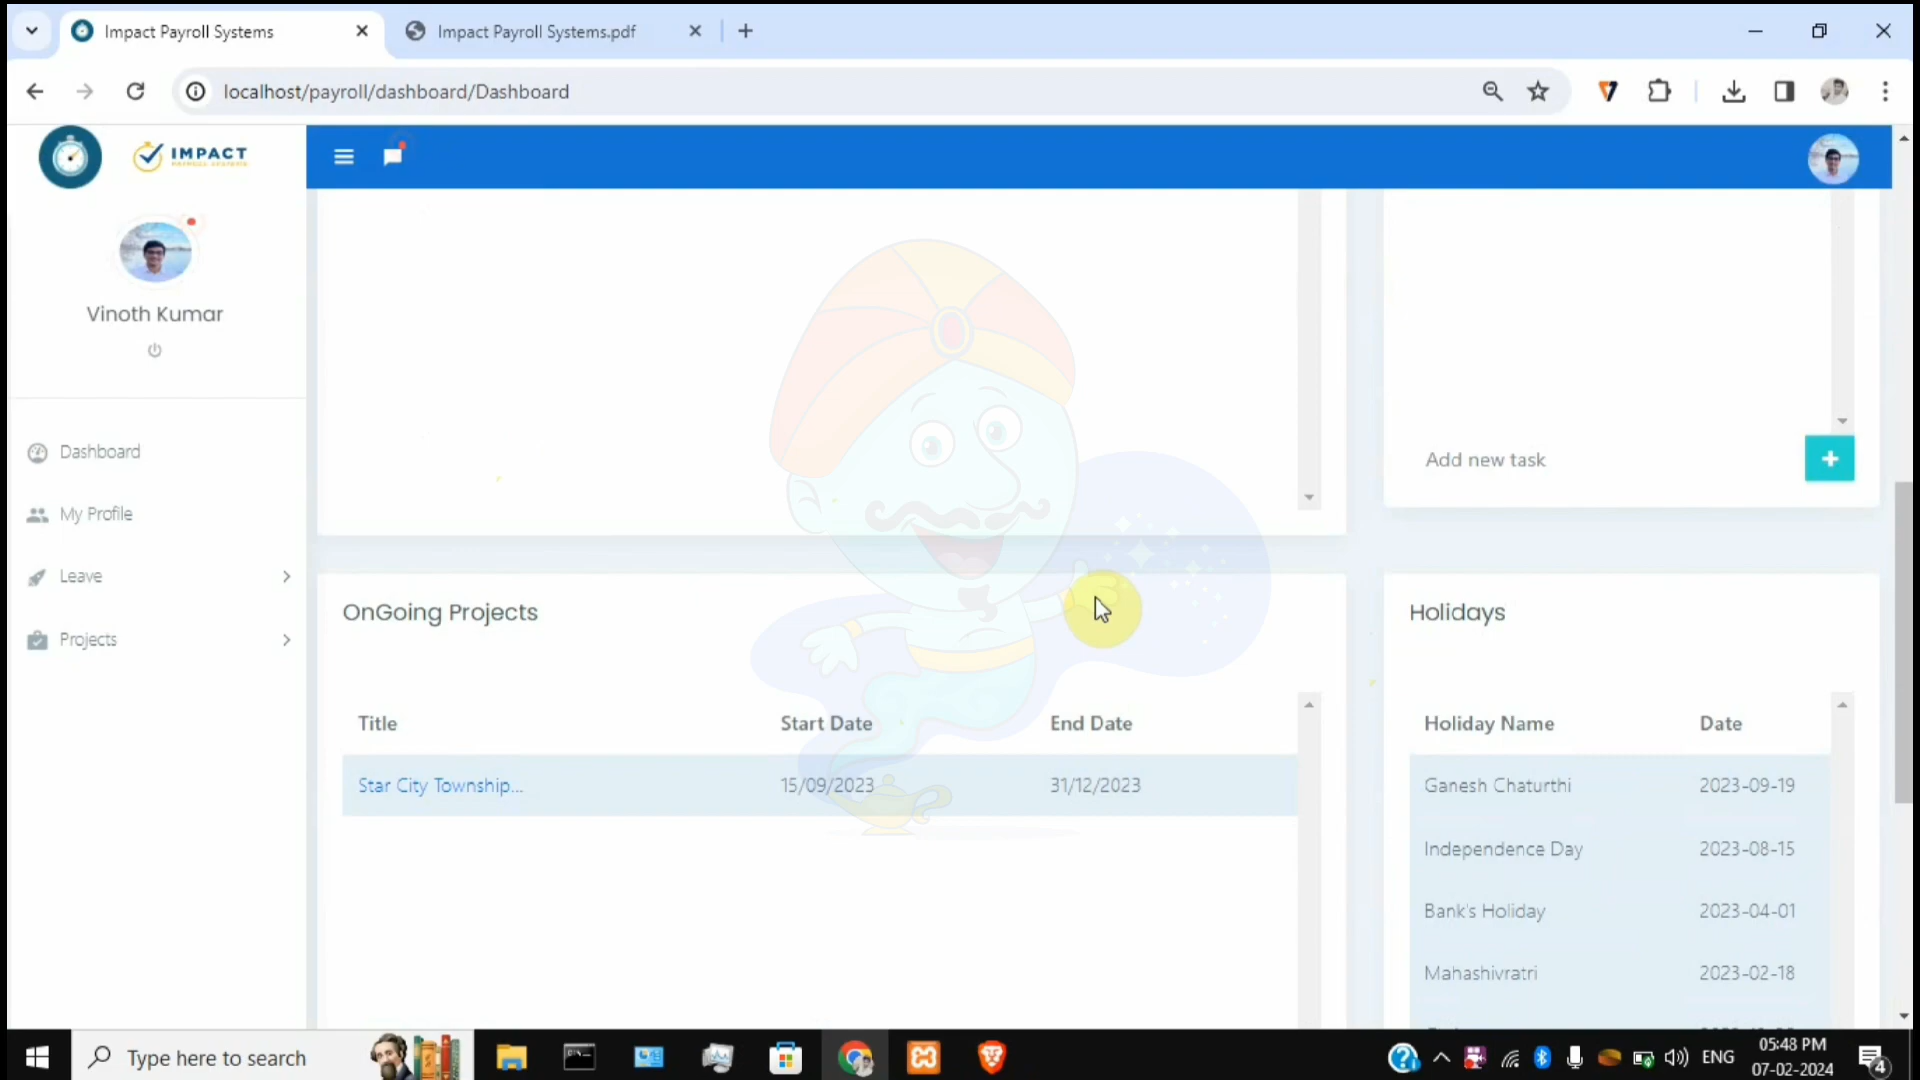 Impact Payroll Systems
Impact Payroll Systems.pdf
localhost/payroll/dashboard/Dashboard
IMPACT
PAYROLL SYSTEMS
Vinoth Kumar
Dashboard
My Profile
Leave
Projects
Add new task
OnGoing Projects
Title Start Date End Date
Star City Township... 15/09/2023 31/12/2023
Holidays
Holiday Name Date
Ganesh Chaturthi 2023-09-19
Independence Day 2023-08-15
Bank's Holiday 2023-04-01
Mahashivratri 2023-02-18
Type here to search
ENG
05:48 PM
07-02-2024
4